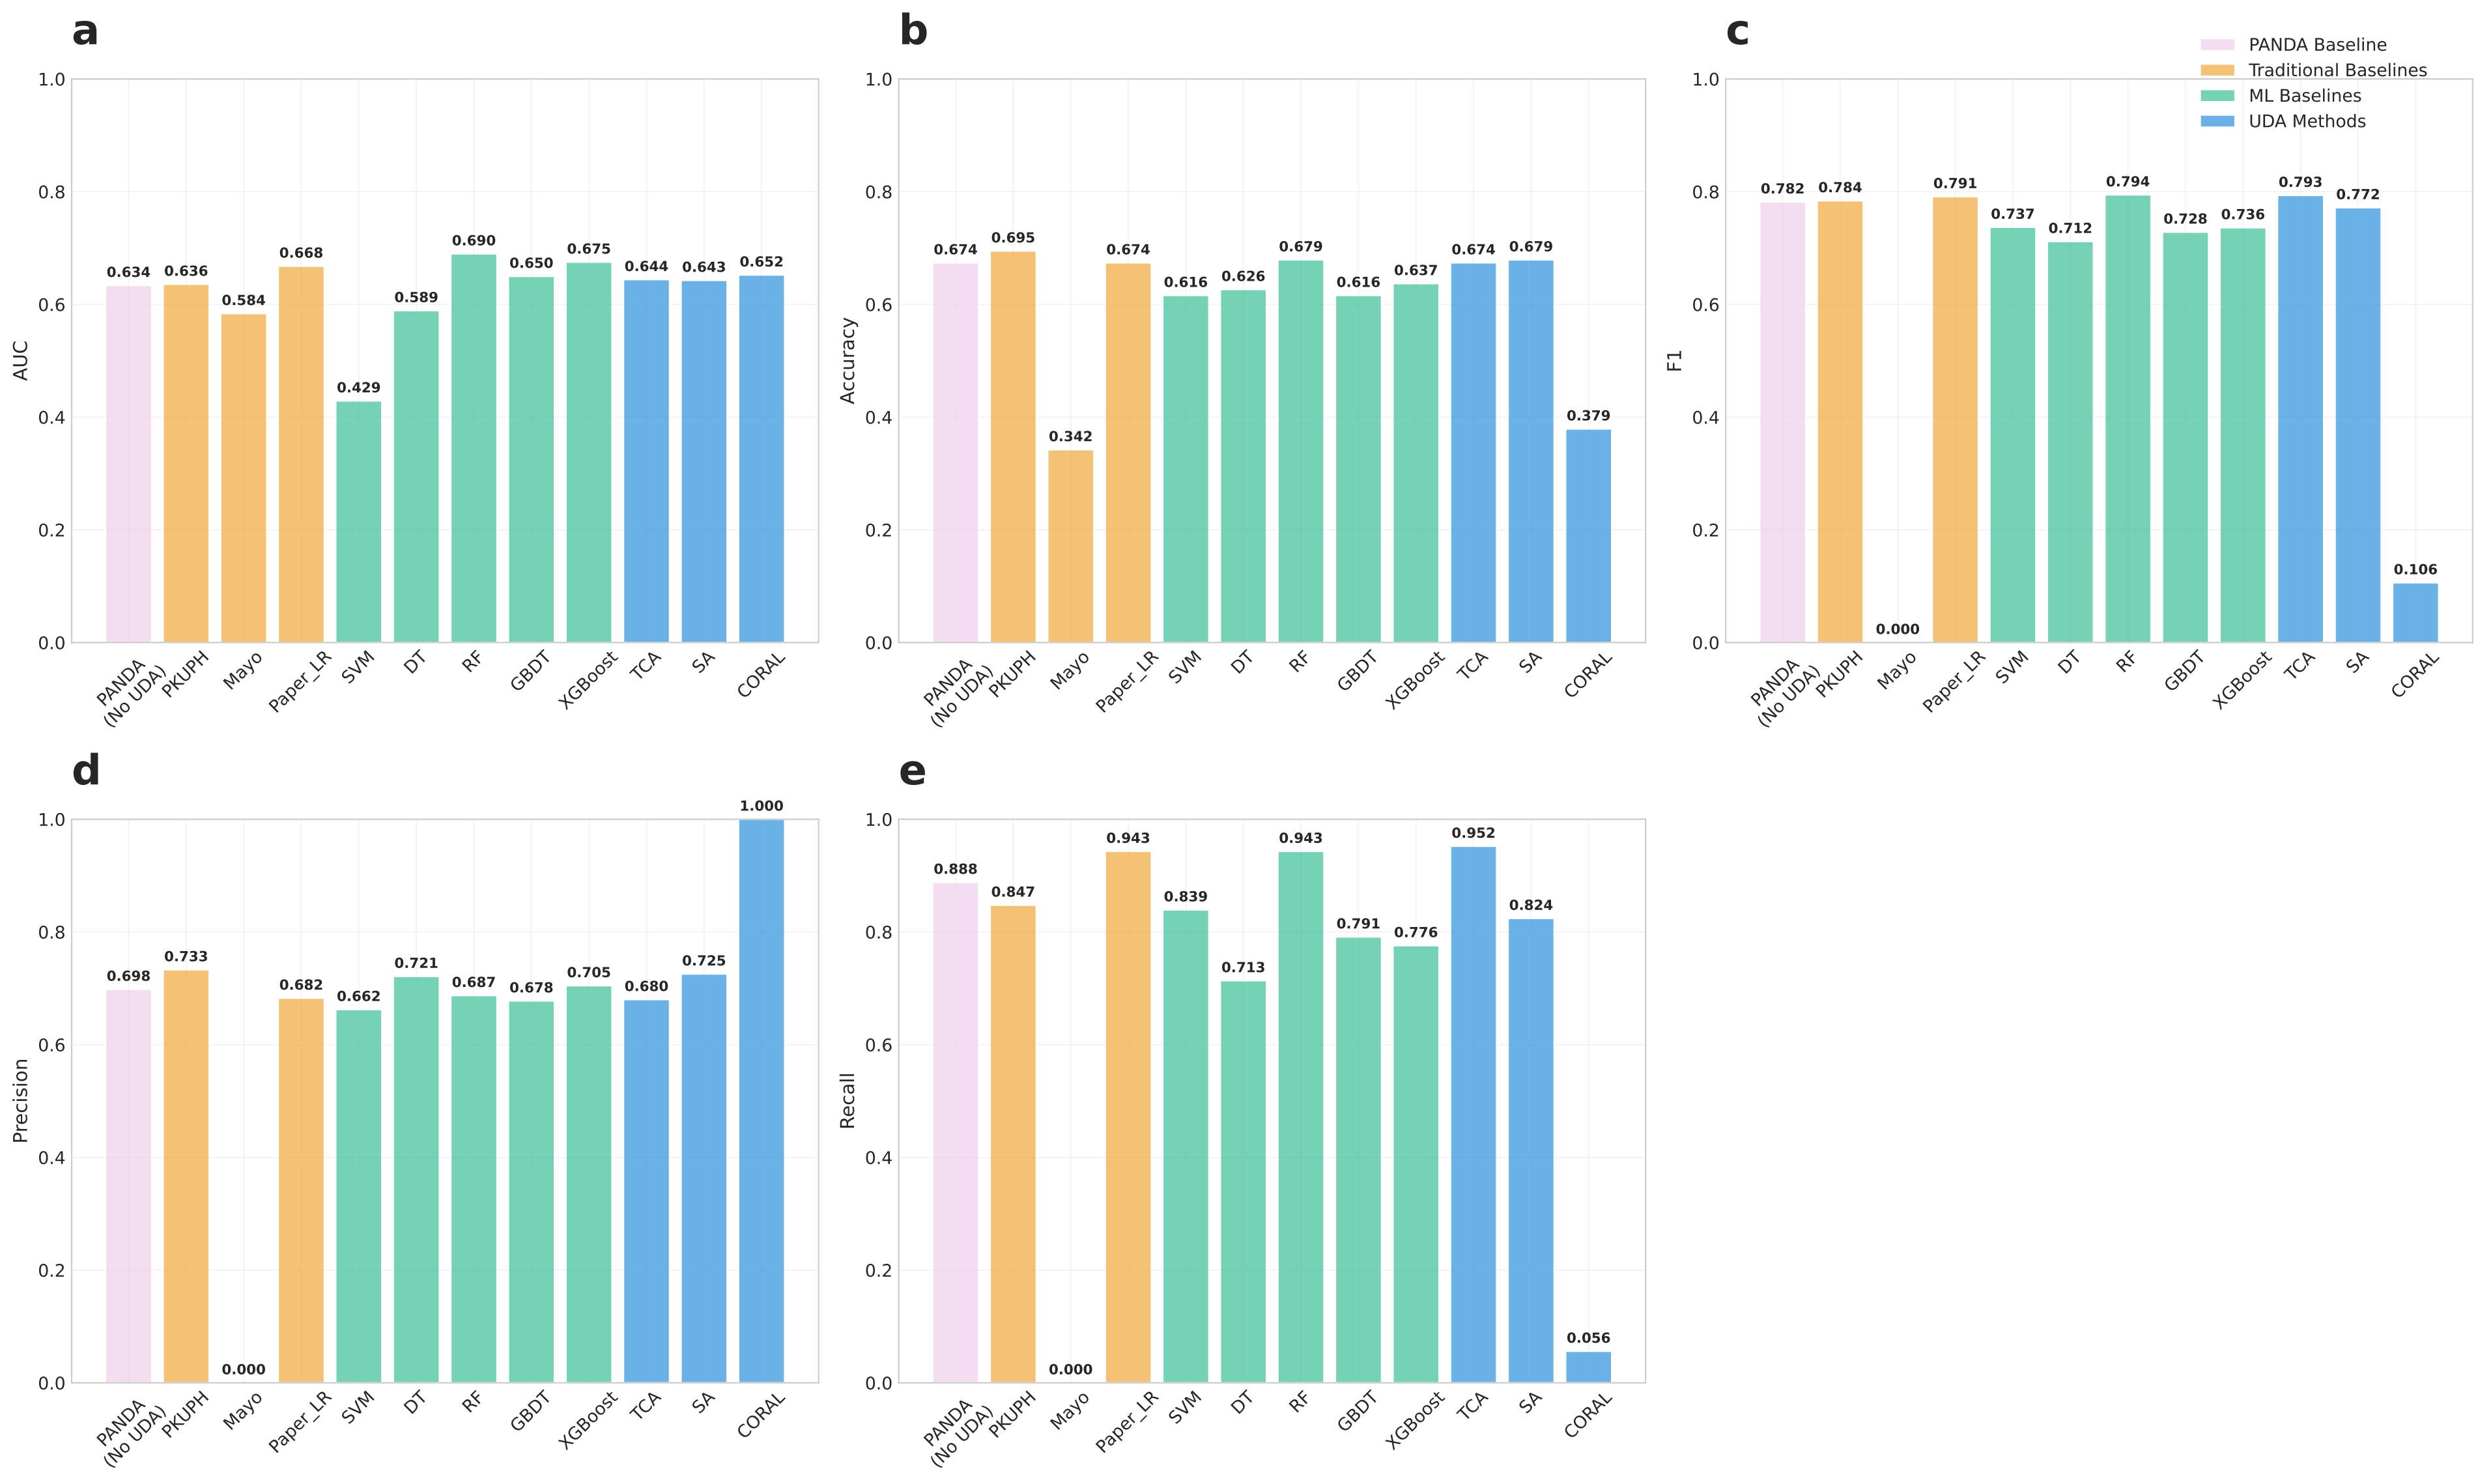 a
b
c
PANDA Baseline
Traditional Baselines
ML Baselines
UDA Methods
AUC
1.0
0.8
0.6
0.4
0.2
0.0
0.634
0.636
0.584
0.668
0.429
0.589
0.690
0.650
0.675
0.644
0.643
0.652
PANDA
(No UDA)
PKUPH
Mayo
Paper_LR
SVM
DT
RF
GBDT
XGBoost
TCA
SA
CORAL
Accuracy
1.0
0.8
0.6
0.4
0.2
0.0
0.674
0.695
0.342
0.674
0.616
0.626
0.679
0.616
0.637
0.674
0.679
0.379
PANDA
(No UDA)
PKUPH
Mayo
Paper_LR
SVM
DT
RF
GBDT
XGBoost
TCA
SA
CORAL
F1
1.0
0.8
0.6
0.4
0.2
0.0
0.782
0.784
0.000
0.791
0.737
0.712
0.794
0.728
0.736
0.793
0.772
0.106
PANDA
(No UDA)
PKUPH
Mayo
Paper_LR
SVM
DT
RF
GBDT
XGBoost
TCA
SA
CORAL
d
e
Precision
1.0
0.8
0.6
0.4
0.2
0.0
0.698
0.733
0.000
0.682
0.662
0.721
0.687
0.678
0.705
0.680
0.725
1.000
PANDA
(No UDA)
PKUPH
Mayo
Paper_LR
SVM
DT
RF
GBDT
XGBoost
TCA
SA
CORAL
Recall
1.0
0.8
0.6
0.4
0.2
0.0
0.888
0.847
0.000
0.943
0.839
0.713
0.943
0.791
0.776
0.952
0.824
0.056
PANDA
(No UDA)
PKUPH
Mayo
Paper_LR
SVM
DT
RF
GBDT
XGBoost
TCA
SA
CORAL